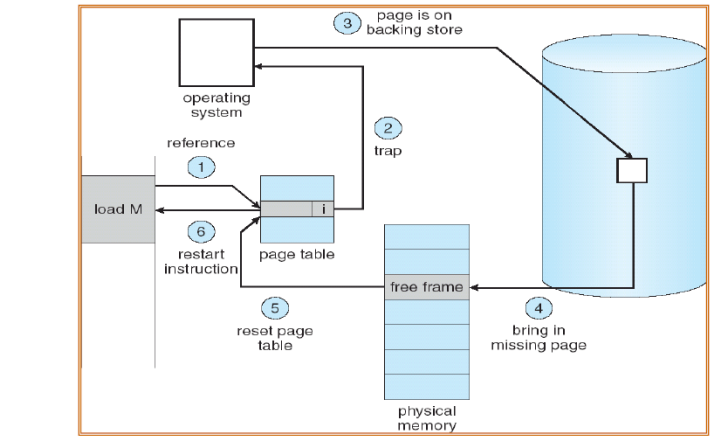 3
page is on
backing store
operating
system
2
trap
reference
1
load M
i
6
restart
instruction
page table
free frame
5
reset page
table
4
bring in
missing page
physical
memory